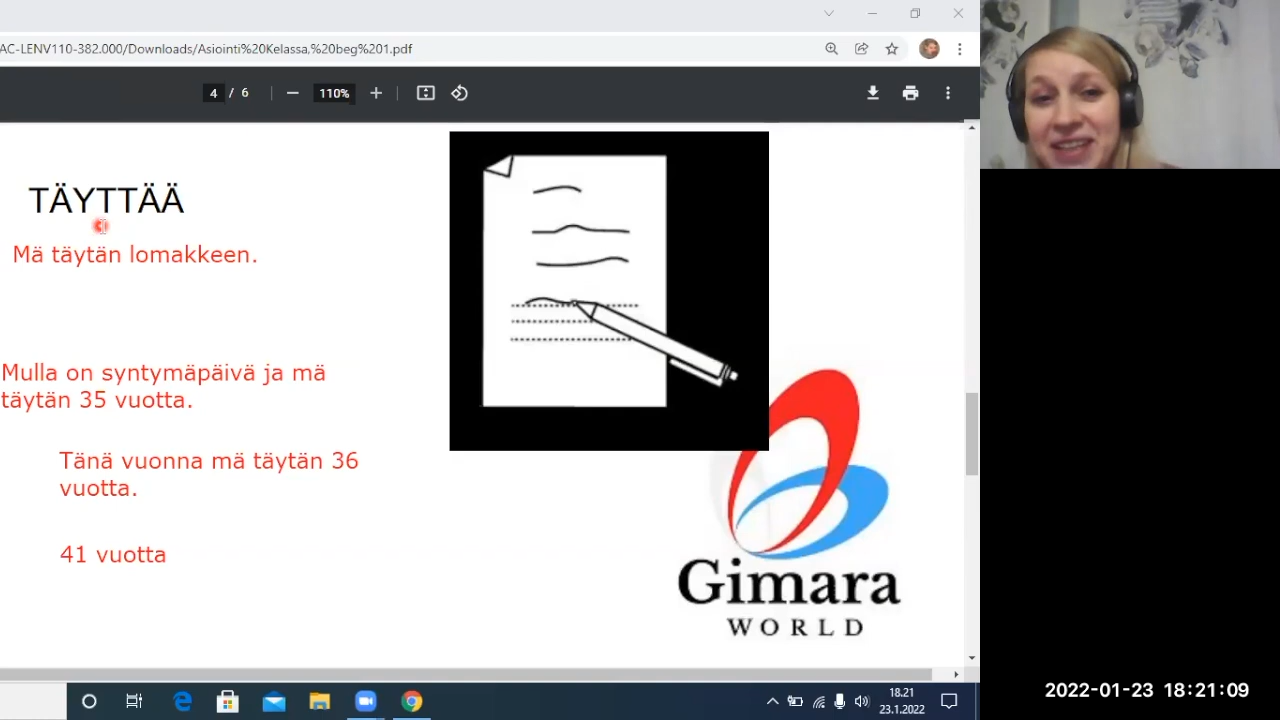 AC-LENV110-382.000/Downloads/Asiointi%20Kelassa,%20beg%201.pdf
4 / 6 110%
TÄYTTÄÄ
Mä täytän lomakkeen.
Mulla on syntymäpäivä ja mä
täytän 35 vuotta.
Tänä vuonna mä täytän 36
vuotta.
41 vuotta
Gimara
WORLD
18.21
23.1.2022
2022-01-23 18:21:09